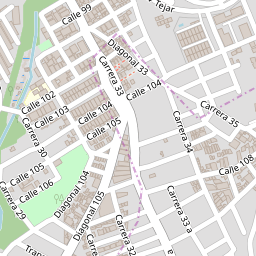 Calle 99
Tejar
Diagonal 33
Carrera 33
Calle 102
Calle 104
Calle 103
Calle 104
Carrera 35
Calle 105
Carrera 30
Carrera 34
Calle 108
Calle 105
Calle 106
Carrera 29
Diagonal 104
Diagonal 105
Carrera 33 a
Carrera 32
Trans
Carrera